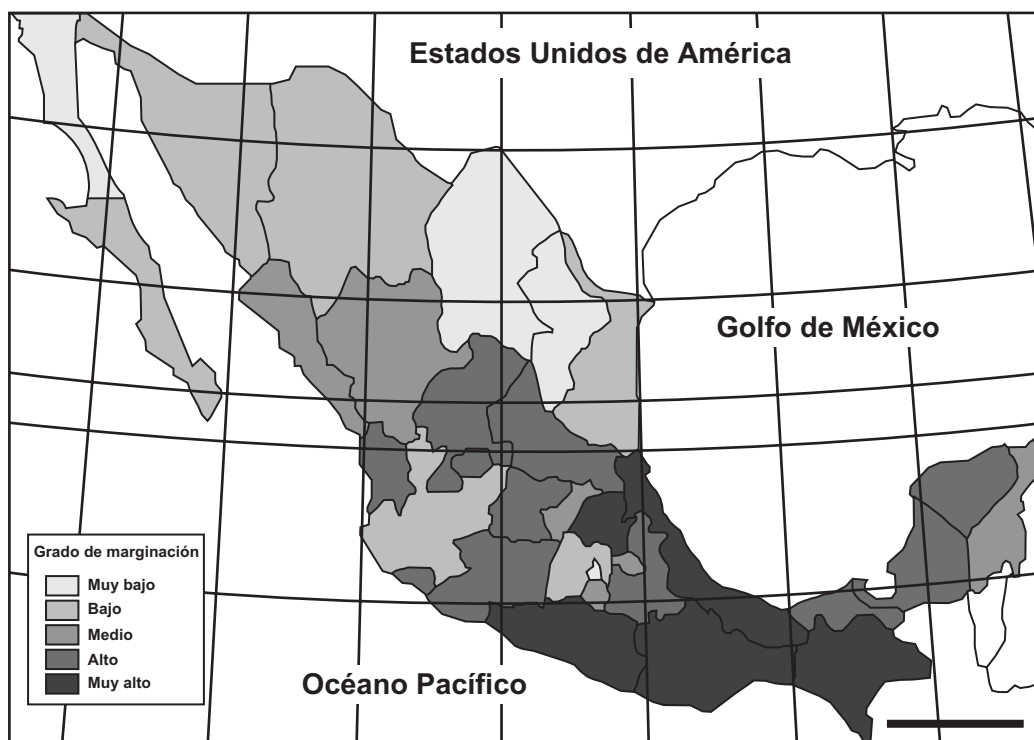 Estados Unidos de América
Golfo de México
Grado de marginación
Muy bajo
Bajo
Medio
Alto
Muy alto
Océano Pacífico